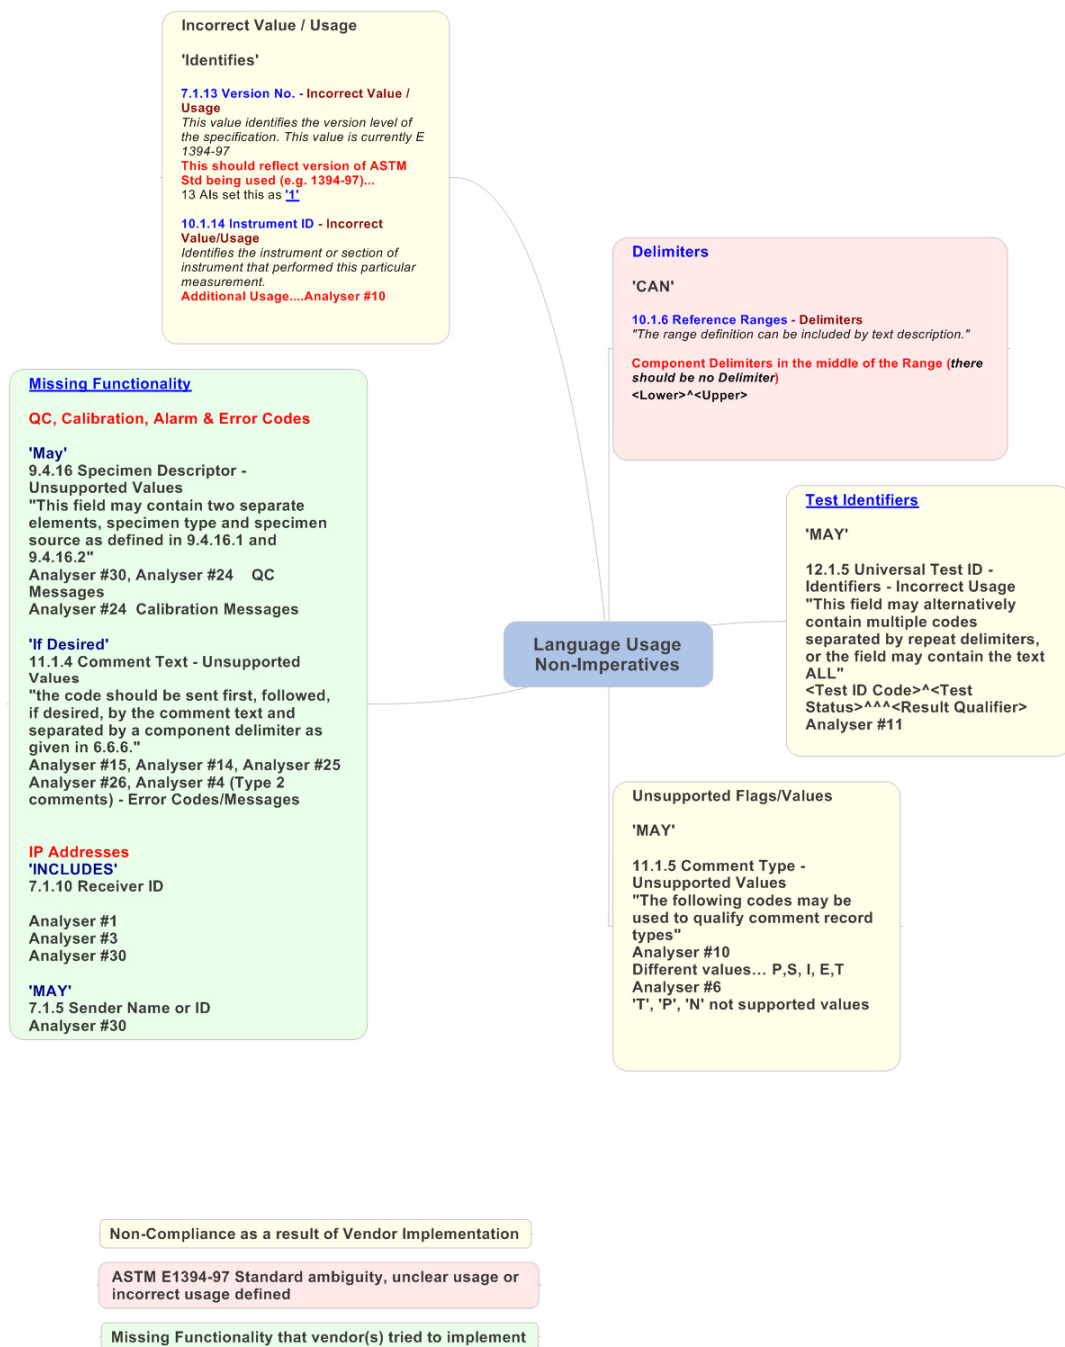 Incorrect Value / Usage
'Identifies'
7.1.13 Version No. - Incorrect Value /
Usage
This value identifies the version level of
the specification. This value is currently E
1394-97
This should reflect version of ASTM
Std being used (e.g. 1394-97)...
13 AIs set this as '1'
10.1.14 Instrument ID - Incorrect
Value/Usage
Identifies the instrument or section of
instrument that performed this particular
measurement.
Additional Usage....Analyser #10
Delimiters
'CAN'
10.1.6 Reference Ranges - Delimiters
"The range definition can be included by text description."
Component Delimiters in the middle of the Range (there
should be no Delimiter)
<Lower>^<Upper>
Missing Functionality
QC, Calibration, Alarm & Error Codes
'May'
9.4.16 Specimen Descriptor -
Unsupported Values
"This field may contain two separate
elements, specimen type and specimen
source as defined in 9.4.16.1 and
9.4.16.2"
Analyser #30, Analyser #24 QC
Messages
Analyser #24 Calibration Messages
'If Desired'
11.1.4 Comment Text - Unsupported
Values
"the code should be sent first, followed,
if desired, by the comment text and
separated by a component delimiter as
given in 6.6.6."
Analyser #15, Analyser #14, Analyser #25
Analyser #26, Analyser #4 (Type 2
comments) - Error Codes/Messages
IP Addresses
'INCLUDES'
7.1.10 Receiver ID
Analyser #1
Analyser #3
Analyser #30
'MAY'
7.1.5 Sender Name or ID
Analyser #30
Test Identifiers
'MAY'
12.1.5 Universal Test ID -
Identifiers - Incorrect Usage
"This field may alternatively
contain multiple codes
separated by repeat delimiters,
or the field may contain the text
ALL"
<Test ID Code>^<Test
Status>^^^<Result Qualifier>
Analyser #11
Language Usage
Non-Imperatives
Unsupported Flags/Values
'MAY'
11.1.5 Comment Type -
Unsupported Values
"The following codes may be
used to qualify comment record
types"
Analyser #10
Different values... P,S, I, E,T
Analyser #6
'T', 'P', 'N' not supported values
Non-Compliance as a result of Vendor Implementation
ASTM E1394-97 Standard ambiguity, unclear usage or
incorrect usage defined
Missing Functionality that vendor(s) tried to implement